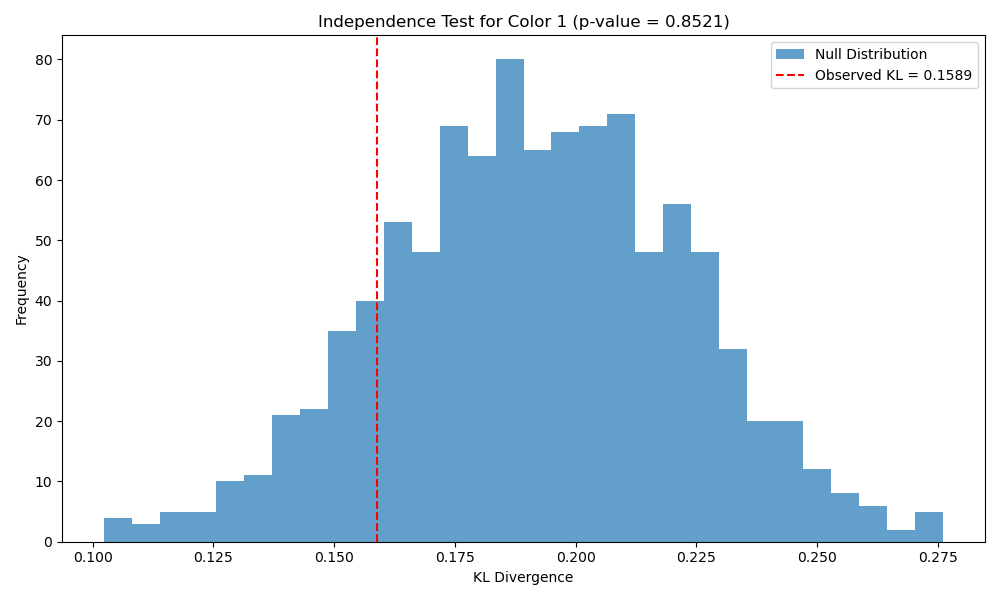 Independence Test for Color 1 (p-value = 0.8521)
Null Distribution
Observed KL = 0.1589
Frequency
80
70
60
50
40
30
20
10
0
0.100 0.125 0.150 0.175 0.200 0.225 0.250 0.275
KL Divergence